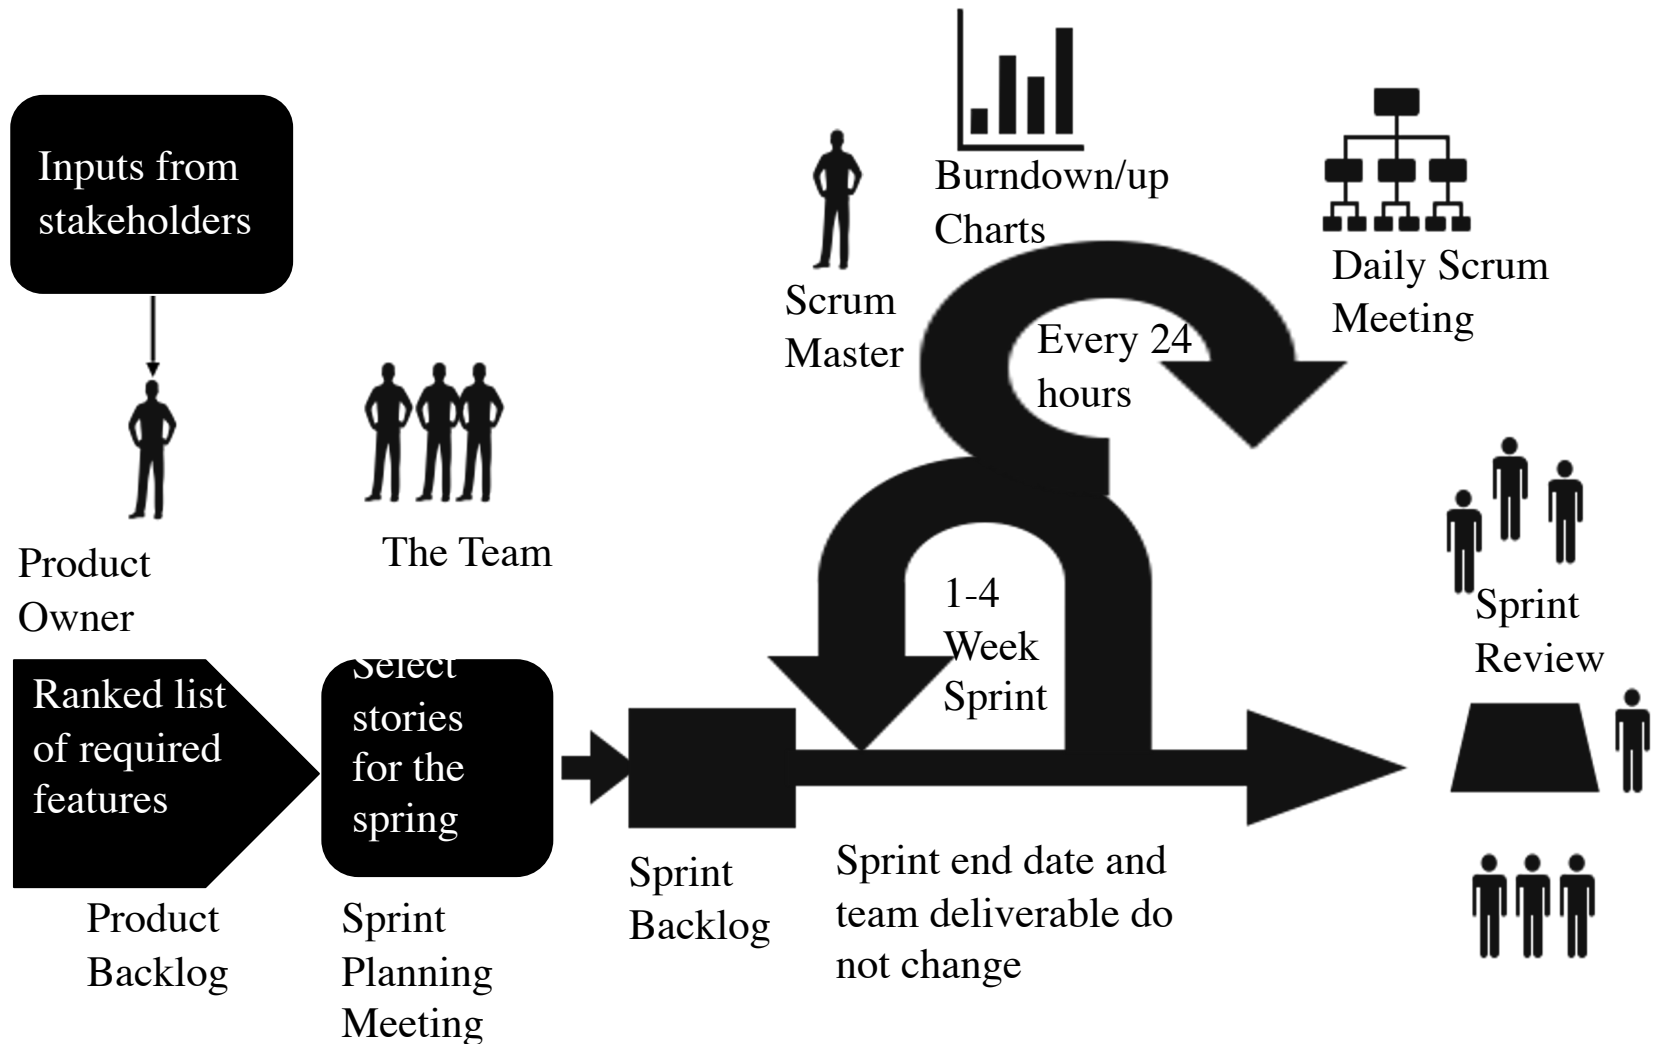 Inputs from
stakeholders
Product
Owner
The Team
Scrum
Master
Burndown/up
Charts
Daily Scrum
Meeting
Every 24
hours
1-4
Week
Sprint
Sprint
Review
Ranked list
of required
features
Product
Backlog
Select
stories
for the
spring
Sprint
Planning
Meeting
Sprint
Backlog
Sprint end date and
team deliverable do
not change